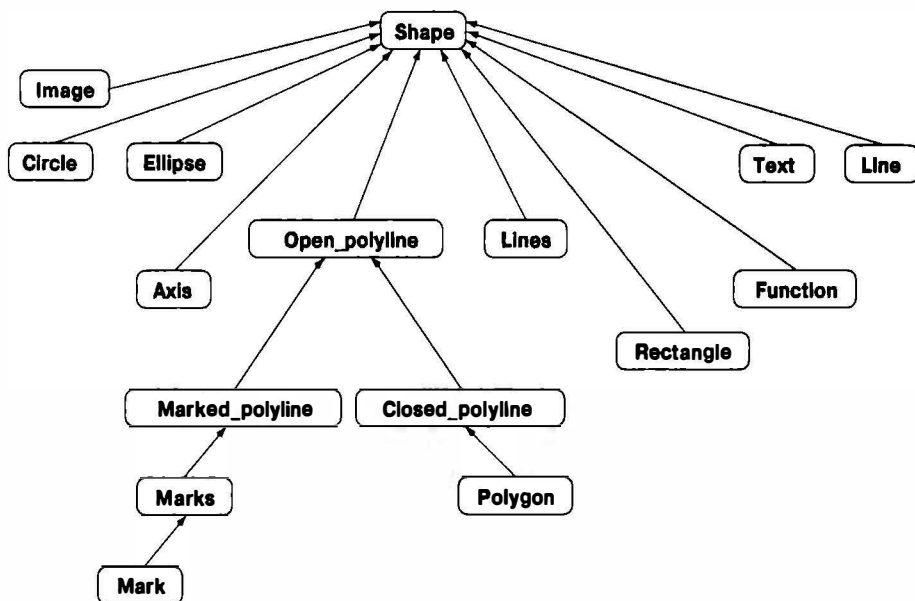 Shape
Image
Circle
Ellipse
Text
Line
Open_polyline
Lines
Axis
Function
Rectangle
Marked_polyline
Closed_polyline
Marks
Polygon
Mark